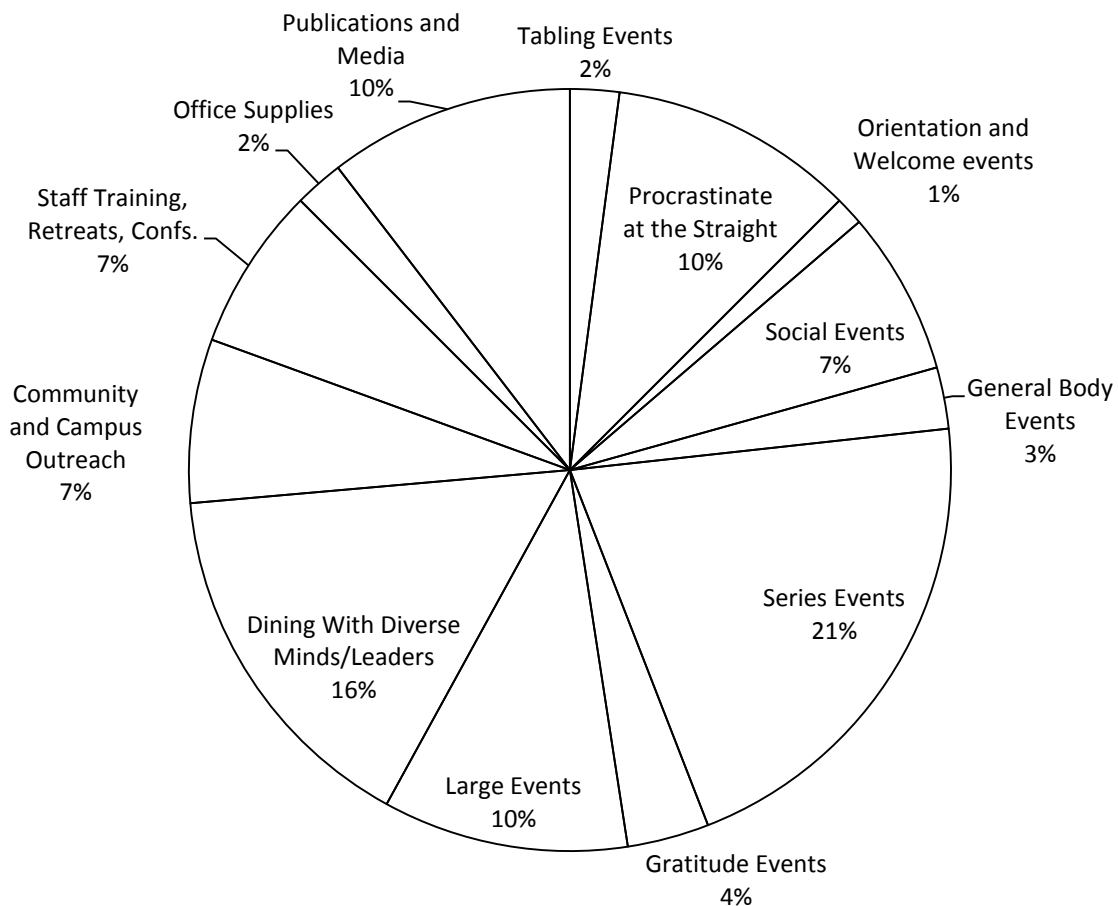 Publications and
Media
10%
Tabling Events
2%
Office Supplies
2%
Orientation and
Welcome events
1%
Staff Training,
Retreats, Confs.
7%
Procrastinate
at the Straight
10%
Social Events
7%
General Body
Events
3%
Community
and Campus
Outreach
7%
Series Events
21%
Dining With Diverse
Minds/Leaders
16%
Large Events
10%
Gratitude Events
4%